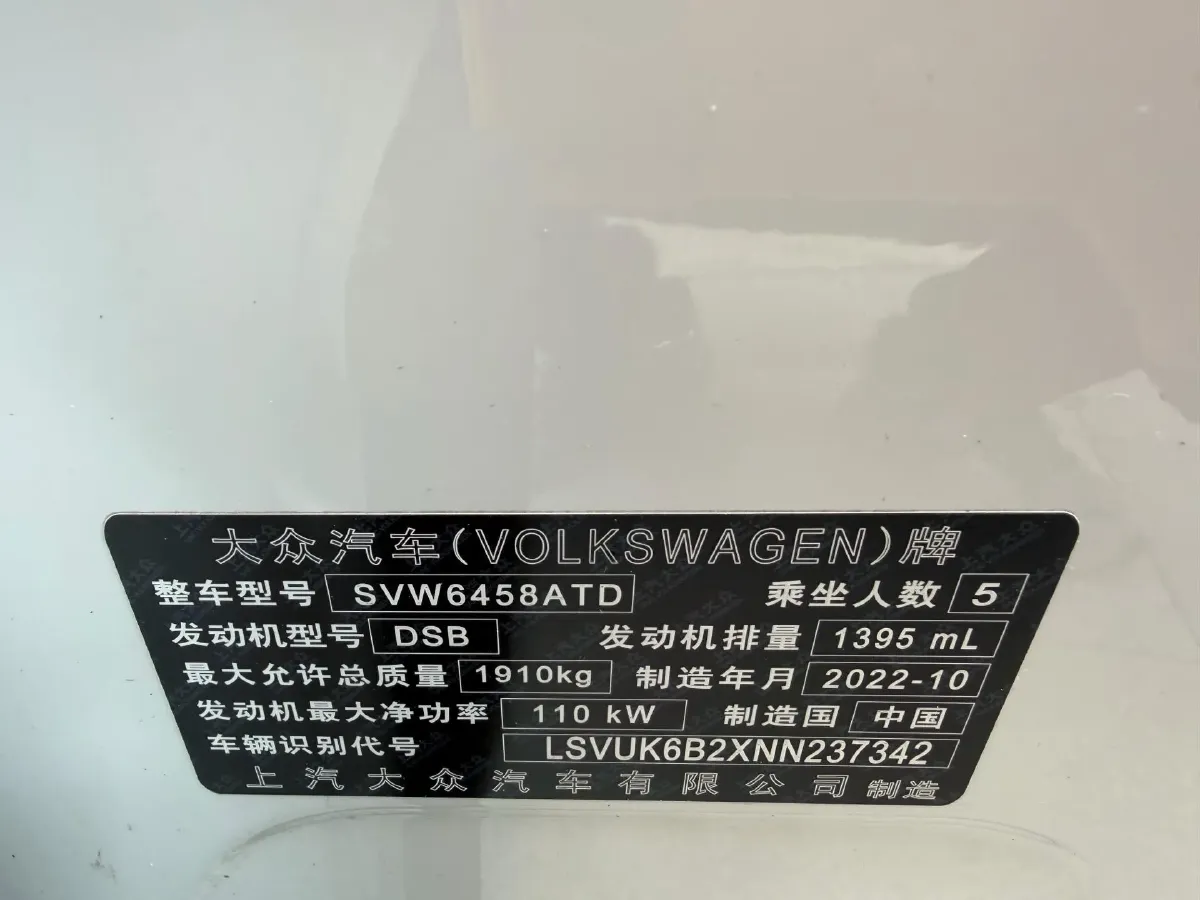 大众汽车(VOLKSWAGEN)牌
整车型号 SVW6458ATD 乘坐人数 5
发动机型号 DSB 发动机排量 1395 mL
最大允许总质量 1910kg 制造年月 2022-10
发动机最大净功率 110 kW 制造国 中国
车辆识别代号 LSVUK6B2XNN237342
上汽大众汽车有限公司 制造